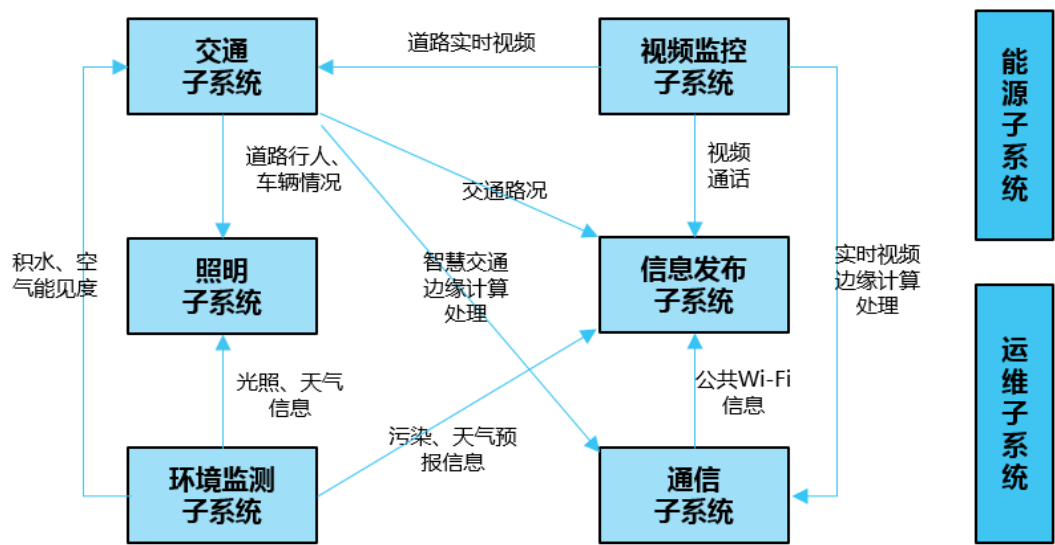 交通
子系统
道路实时视频
视频监控
子系统
能源子系统
道路行人、
车辆情况
视频
通话
交通路况
积水、空
气能见度
照明
子系统
智慧交通
边缘计算
处理
信息发布
子系统
实时视频
边缘计算
处理
运维子系统
光照、天气
信息
公共Wi-Fi
信息
污染、天气预
报信息
环境监测
子系统
通信
子系统